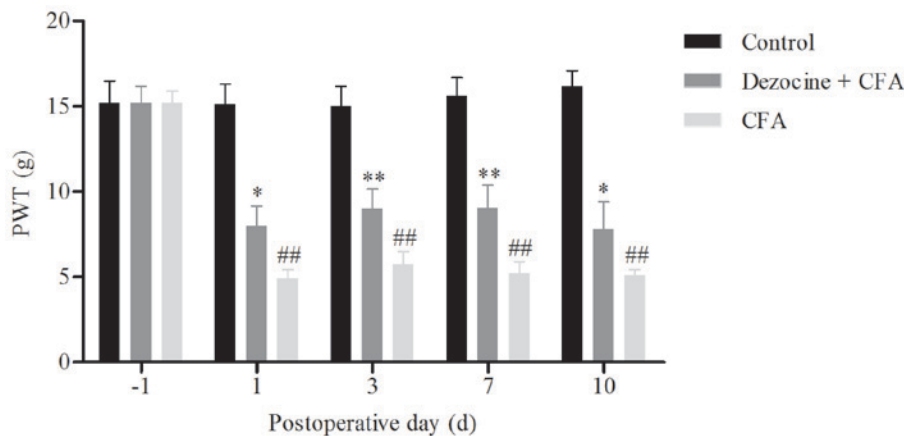 20
15
10
5
0
PWT (g)
* ## ** ## ** ## * ##
-1 1 3 7 10
Postoperative day (d)
Control
Dezocine + CFA
CFA